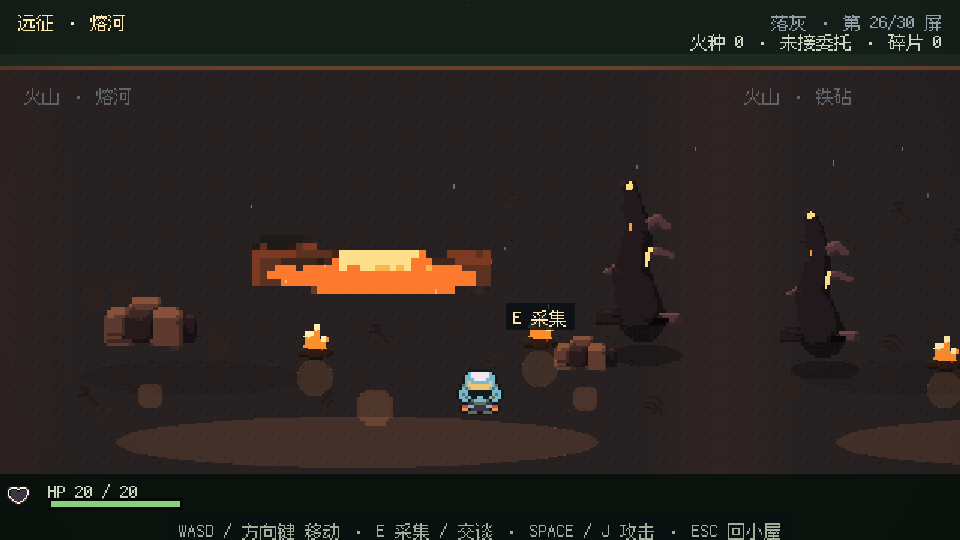 远征 · 熔河
落灰 · 第 26/30 屏
火种 0 · 未接委托 · 碎片 0
火山 · 熔河
火山 · 铁砧
E 采集
HP 20 / 20
WASD / 方向键 移动 · E 采集 / 交谈 · SPACE / J 攻击 · ESC 回小屋